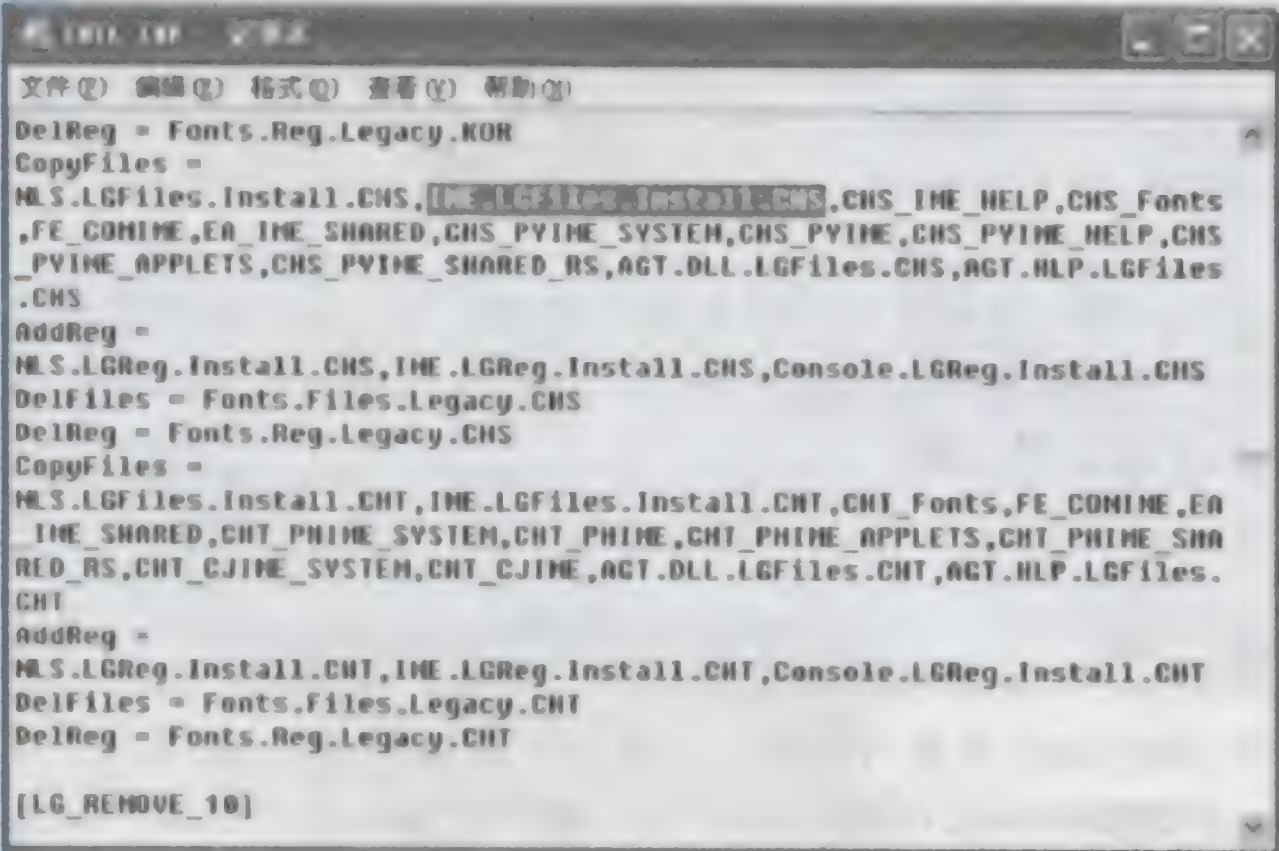 文件(F) 编辑(E) 格式(O) 查看(V) 帮助(H)
DelReg = Fonts.Reg.Legacy.KOR
CopyFiles =
MLS.LGFiles.Install.CHS,IME.LGFiles.Install.CHS,CHS_IME_HELP,CHS_Fonts
,FE_COMIME,EA_IME_SHARED,CHS_PYIME_SYSTEM,CHS_PYIME,CHS_PYIME_HELP,CHS
_PYIME_APPLETS,CHS_PYIME_SHARED_RS,AGT.DLL.LGFiles.CHS,AGT.HLP.LGFiles
.CHS
AddReg =
MLS.LGReg.Install.CHS,IME.LGReg.Install.CHS,Console.LGReg.Install.CHS
DelFiles = Fonts.Files.Legacy.CHS
DelReg = Fonts.Reg.Legacy.CHS
CopyFiles =
MLS.LGFiles.Install.CHT,IME.LGFiles.Install.CHT,CHT_Fonts,FE_COMIME,EA
_IME_SHARED,CHT_PHIME_SYSTEM,CHT_PHIME,CHT_PHIME_APPLETS,CHT_PHIME_SHA
RED_RS,CHT_CJIME_SYSTEM,CHT_CJIME,AGT.DLL.LGFiles.CHT,AGT.HLP.LGFiles.
CHT
AddReg =
MLS.LGReg.Install.CHT,IME.LGReg.Install.CHT,Console.LGReg.Install.CHT
DelFiles = Fonts.Files.Legacy.CHT
DelReg = Fonts.Reg.Legacy.CHT
[LG_REMOVE_10]